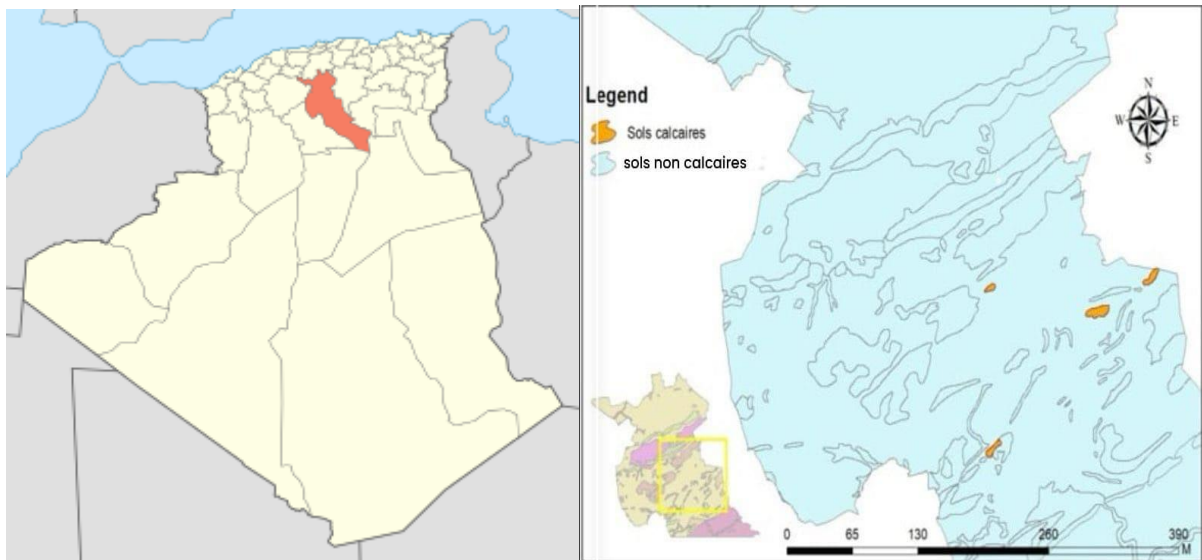 Legend
Sols calcaires
sols non calcaires
N
W E
S
0 65 130 260 390
M